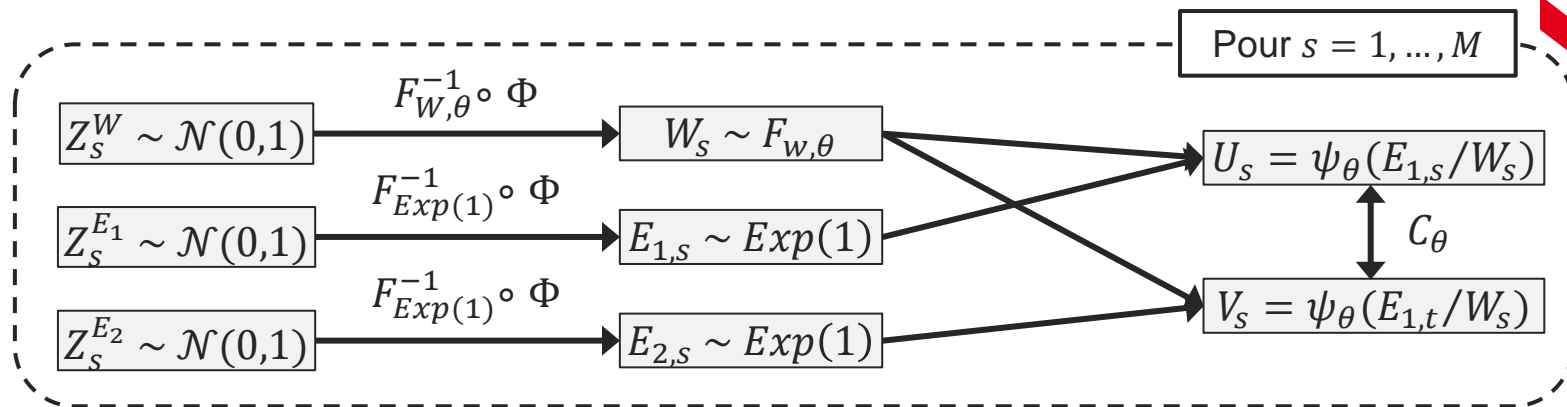 Pour 𝑠 = 1, … , 𝑀
𝑍_𝑠^𝑊 ∼ 𝒩(0,1)
𝐹_{𝑊,𝜃}^{−1} ∘ Φ
𝑊_𝑠 ∼ 𝐹_{𝑤,𝜃}
𝑈_𝑠 = 𝜓_𝜃(𝐸_{1,𝑠}/𝑊_𝑠)
𝑍_𝑠^{𝐸_1} ∼ 𝒩(0,1)
𝐹_{𝐸𝑥𝑝(1)}^{−1} ∘ Φ
𝐸_{1,𝑠} ∼ 𝐸𝑥𝑝(1)
𝐶_𝜃
𝑍_𝑠^{𝐸_2} ∼ 𝒩(0,1)
𝐹_{𝐸𝑥𝑝(1)}^{−1} ∘ Φ
𝐸_{2,𝑠} ∼ 𝐸𝑥𝑝(1)
𝑉_𝑠 = 𝜓_𝜃(𝐸_{1,𝑡}/𝑊_𝑠)